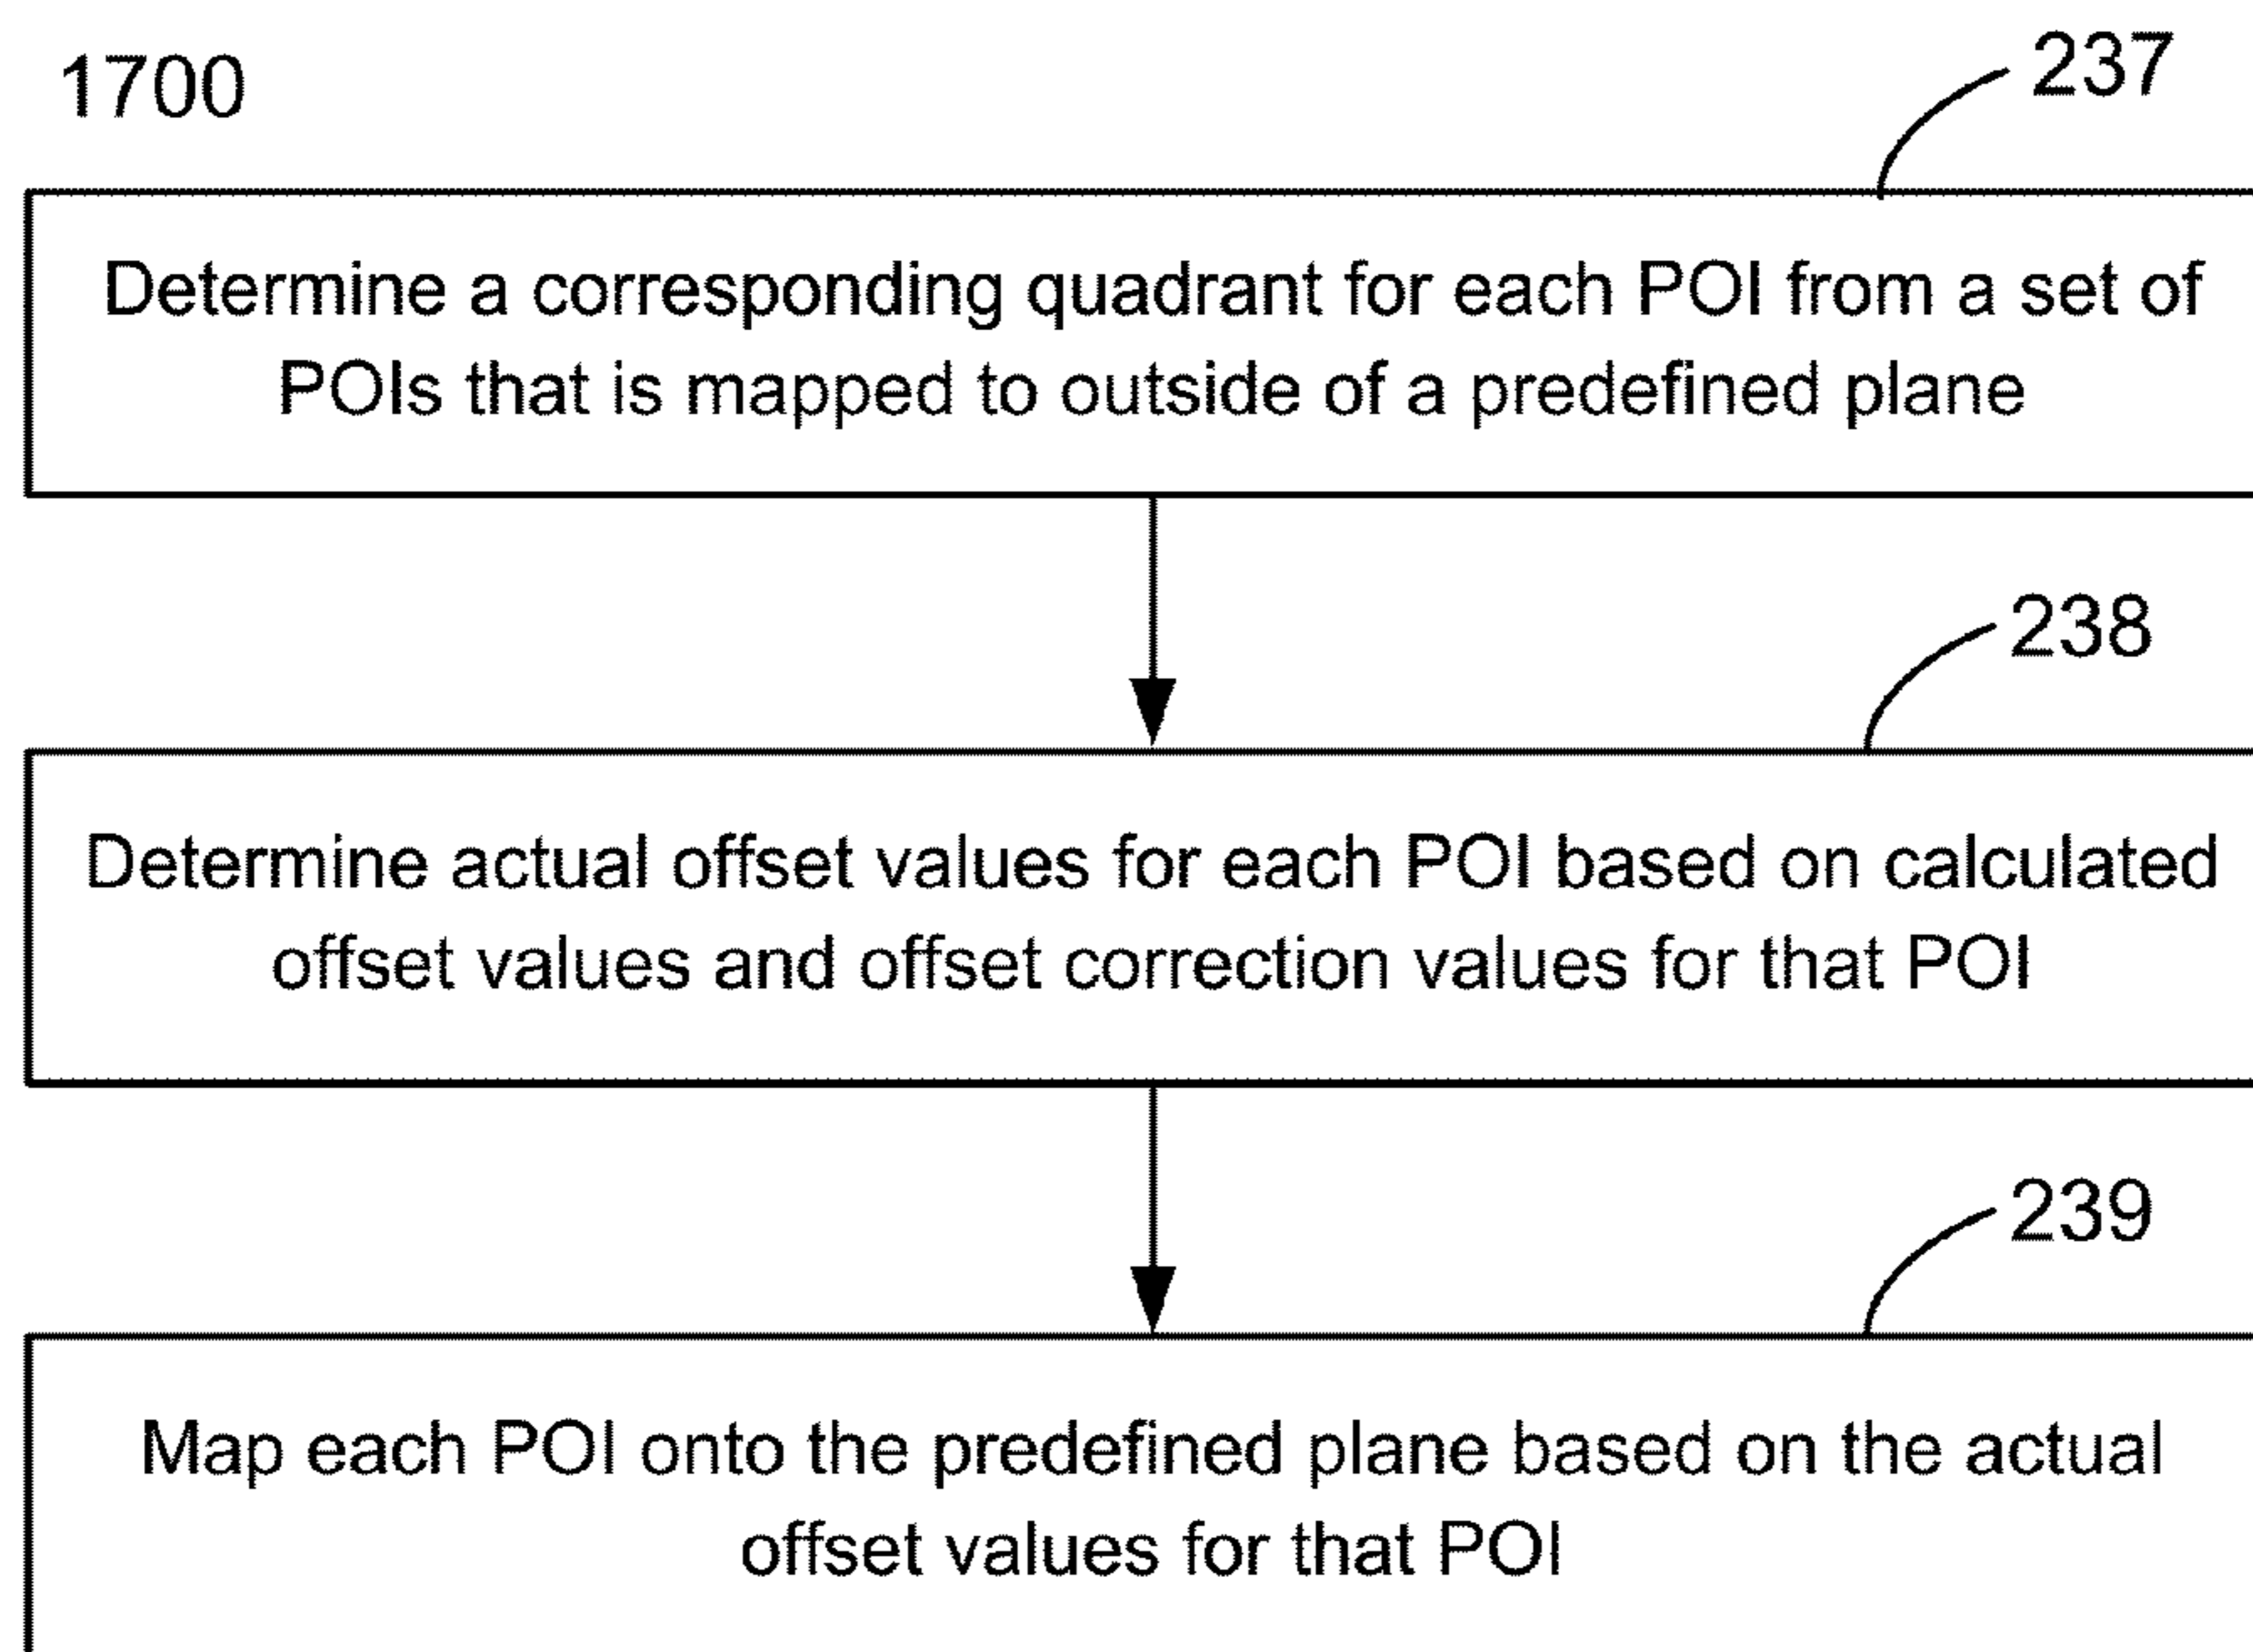 1700
237
Determine a corresponding quadrant for each POI from a set of
POIs that is mapped to outside of a predefined plane
238
Determine actual offset values for each POI based on calculated
offset values and offset correction values for that POI
239
Map each POI onto the predefined plane based on the actual
offset values for that POI